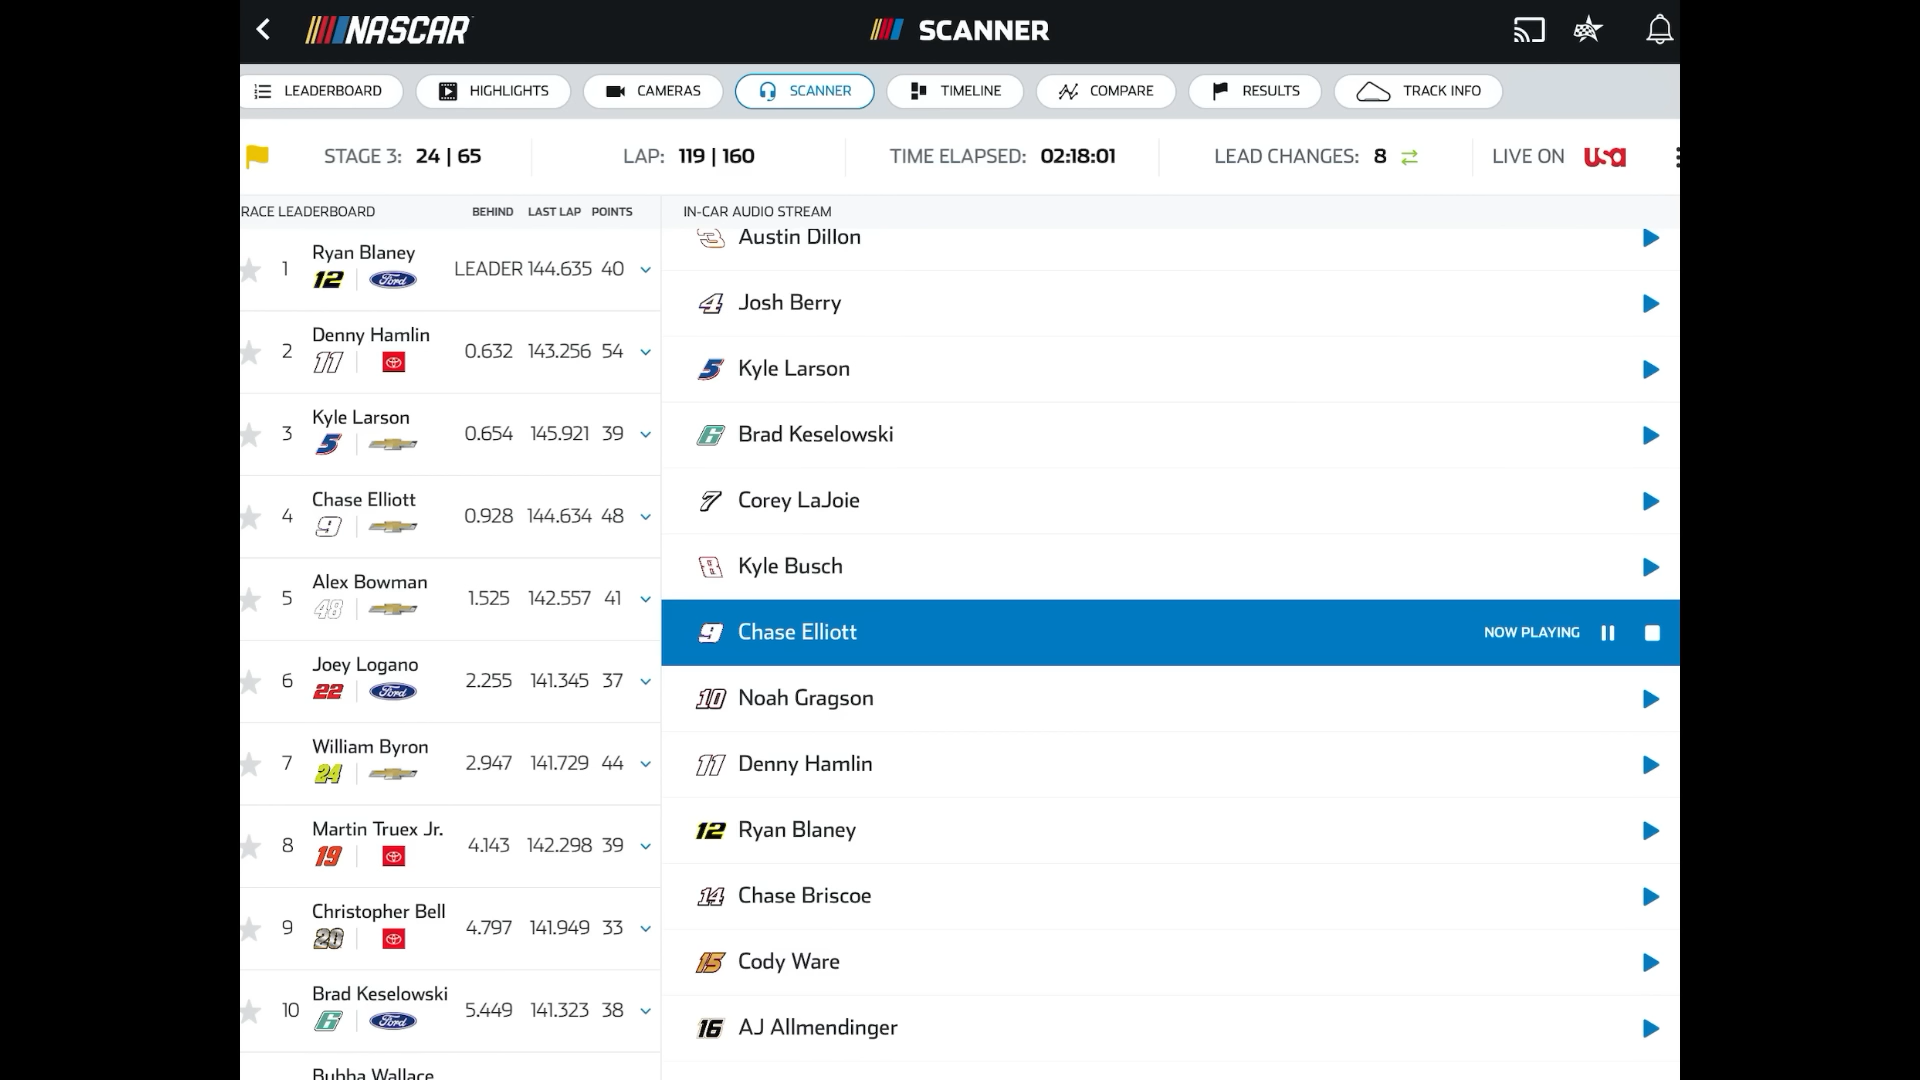 NASCAR
SCANNER
LEADERBOARD HIGHLIGHTS CAMERAS SCANNER TIMELINE COMPARE RESULTS TRACK INFO
STAGE 3: 24 | 65 LAP: 119 | 160 TIME ELAPSED: 02:18:01 LEAD CHANGES: 8 LIVE ON usa
RACE LEADERBOARD BEHIND LAST LAP POINTS
1 Ryan Blaney LEADER 144.635 40
12 Ford
2 Denny Hamlin 0.632 143.256 54
11
3 Kyle Larson 0.654 145.921 39
5
4 Chase Elliott 0.928 144.634 48
9
5 Alex Bowman 1.525 142.557 41
48
6 Joey Logano 2.255 141.345 37
22 Ford
7 William Byron 2.947 141.729 44
24
8 Martin Truex Jr. 4.143 142.298 39
19
9 Christopher Bell 4.797 141.949 33
20
10 Brad Keselowski 5.449 141.323 38
6 Ford
Bubba Wallace
IN-CAR AUDIO STREAM
3 Austin Dillon
4 Josh Berry
5 Kyle Larson
6 Brad Keselowski
7 Corey LaJoie
8 Kyle Busch
9 Chase Elliott NOW PLAYING
10 Noah Gragson
11 Denny Hamlin
12 Ryan Blaney
14 Chase Briscoe
15 Cody Ware
16 AJ Allmendinger